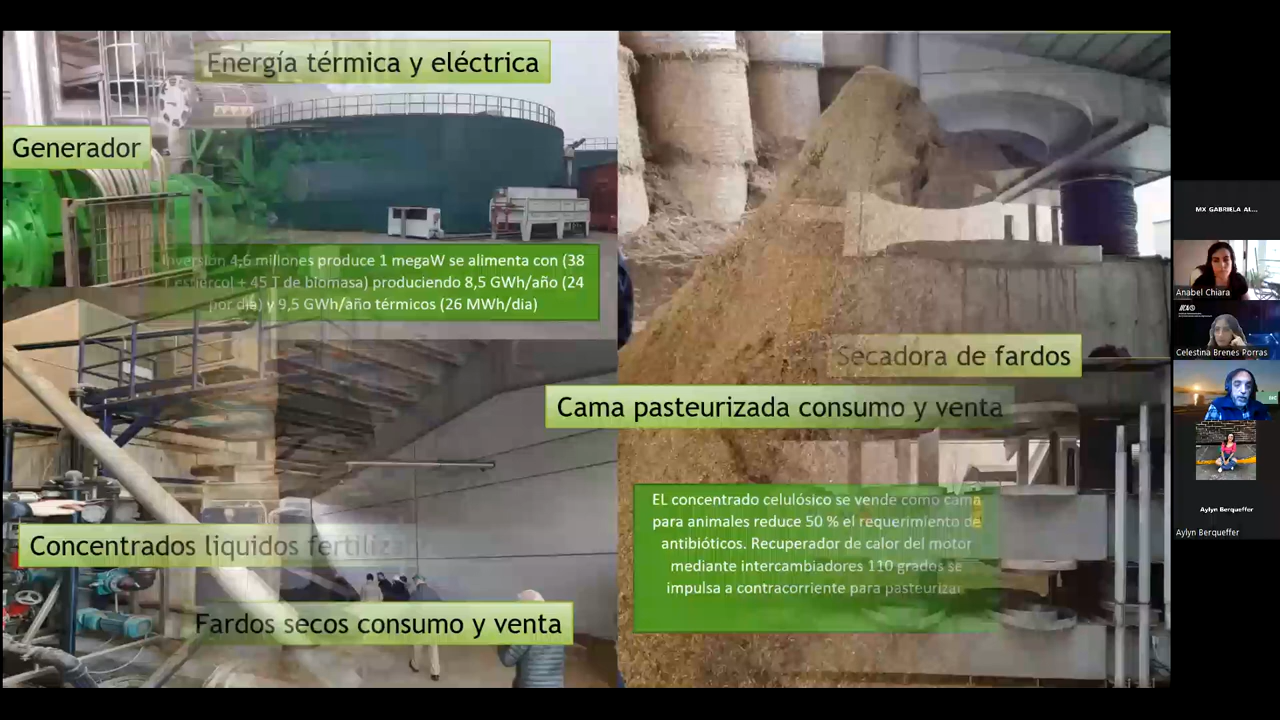 Energía térmica y eléctrica
Generador
Inversión 4,6 millones produce 1 megaW se alimenta con (38
T estiércol + 45 T de biomasa) produciendo 8,5 GWh/año (24
por día) y 9,5 GWh/año térmicos (26 MWh/dia)
Secadora de fardos
Cama pasteurizada consumo y venta
EL concentrado celulósico se vende como cama
para animales reduce 50 % el requerimiento de
antibióticos. Recuperador de calor del motor
mediante intercambiadores 110 grados se
impulsa a contracorriente para pasteurizar
Concentrados liquidos
Fardos secos consumo y venta
MX GABRIELA AL...
Anabel Chiara
Celestina Brenes Porras
Aylyn Berqueffer
Aylyn Berqueffer